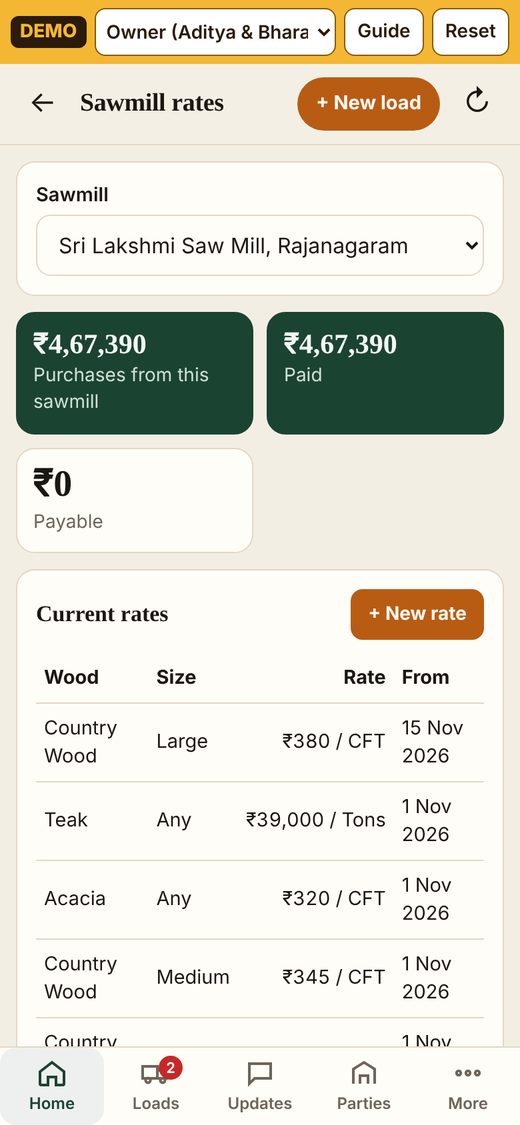 DEMO
Owner (Aditya & Bhara
Guide
Reset
Sawmill rates
+ New load
Sawmill
Sri Lakshmi Saw Mill, Rajanagaram
₹4,67,390
Purchases from this
sawmill
₹4,67,390
Paid
₹0
Payable
Current rates
+ New rate
Wood Size Rate From
Country Wood Large ₹380 / CFT 15 Nov 2026
Teak Any ₹39,000 / Tons 1 Nov 2026
Acacia Any ₹320 / CFT 1 Nov 2026
Country Wood Medium ₹345 / CFT 1 Nov 2026
Country 1 Nov
2
Home Loads Updates Parties More